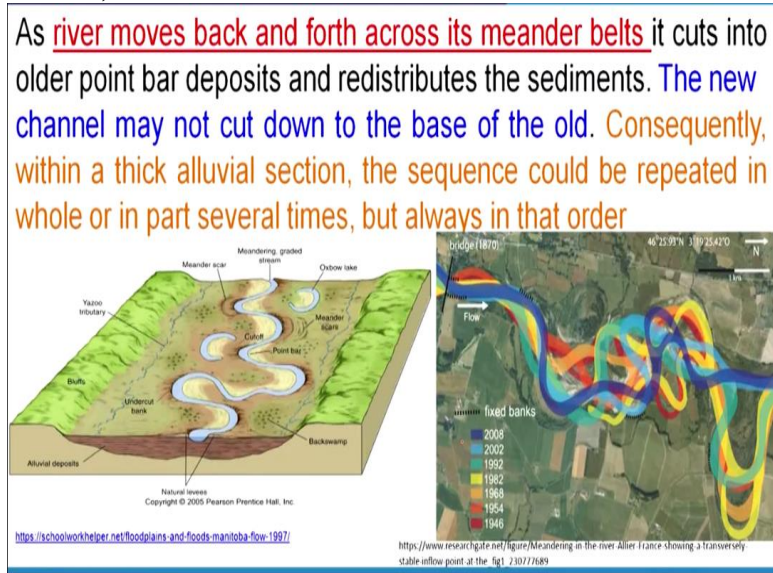 As river moves back and forth across its meander belts it cuts into
older point bar deposits and redistributes the sediments. The new
channel may not cut down to the base of the old. Consequently,
within a thick alluvial section, the sequence could be repeated in
whole or in part several times, but always in that order
Meandering, graded
stream
Meander scar
Oxbow lake
Yazoo
tributary
Meander
scars
Cutoff
Point bar
Bluffs
Undercut
bank
Backswamp
Alluvial deposits
Natural levees
Copyright © 2005 Pearson Prentice Hall, Inc
https://schoolworkhelper.net/floodplains-and-floods-manitoba-flow-1997/
bridge (1870)
N
1 km
Flow
fixed banks
2008
2002
1992
1982
1968
1954
1946
https://www.researchgate.net/figure/Meandering-in-the-river-Allier-France-showing-a-transversely-
stable-inflow-point-at-the_fig1_230777689